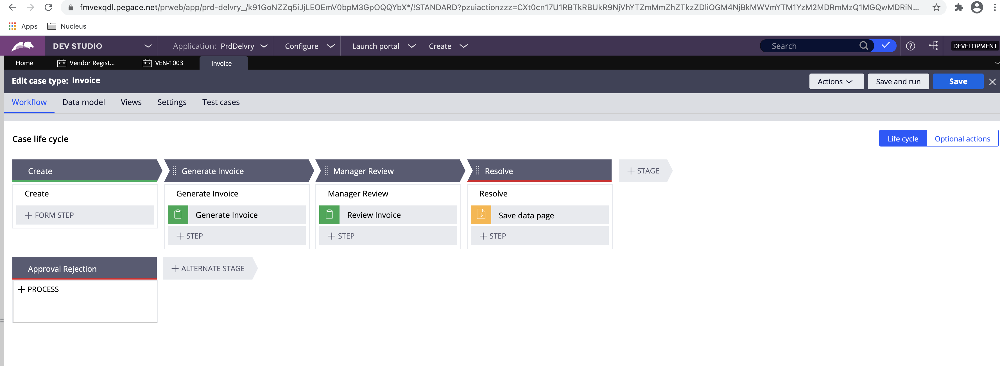 fmvexqdl.pegace.net/prweb/app/prd-delvry_/k91GoNZZq5iJjLEOEmV0bpM3GpOQQYbX*/!STANDARD?pzuiactionzzz=CXt0cn17U1RBTkRBUkR9NjVhYTZmMmZhZTkzZDliOGM4NjBkMWVmYTM1YzM2MDRmMzQ1MGQwMDRiN...
Apps Nucleus
DEV STUDIO Application: PrdDelvry Configure Launch portal Create Search DEVELOPMENT
Home Vendor Regist... VEN-1003 Invoice
Edit case type: Invoice Actions Save and run Save
Workflow Data model Views Settings Test cases
Case life cycle Life cycle Optional actions
Create Generate Invoice Manager Review Resolve + STAGE
Create Generate Invoice Manager Review Resolve
+ FORM STEP Generate Invoice Review Invoice Save data page
+ STEP + STEP + STEP
Approval Rejection + ALTERNATE STAGE
+ PROCESS